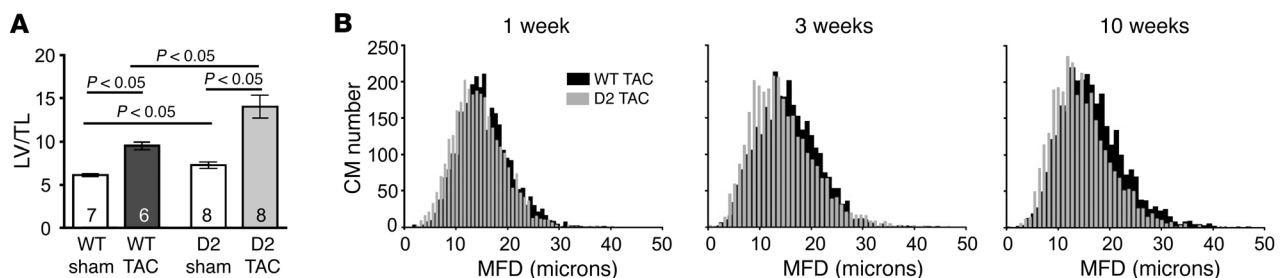 A
LV/TL
20
15
10
5
0
P < 0.05
P < 0.05
P < 0.05
P < 0.05
7
6
8
8
WT sham
WT TAC
D2 sham
D2 TAC
B
1 week
3 weeks
10 weeks
CM number
250
200
150
100
50
0
WT TAC
D2 TAC
0 10 20 30 40 50
0 10 20 30 40 50
0 10 20 30 40 50
MFD (microns)
MFD (microns)
MFD (microns)